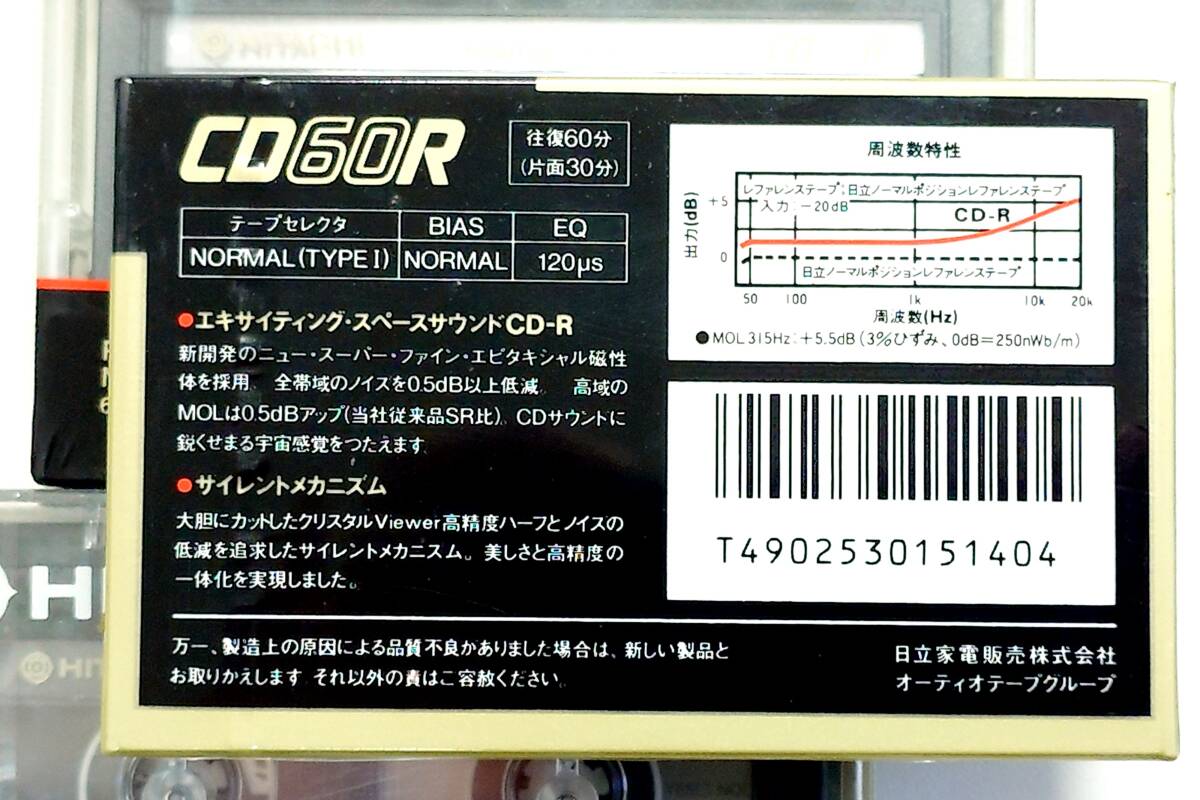 HITACHI
CD60R
往復60分
(片面30分)
テープセレクタ BIAS EQ
NORMAL(TYPE I) NORMAL 120μs
●エキサイティング・スペースサウンドCD-R
新開発のニュー・スーパー・ファイン・エピタキシャル磁性
体を採用、全帯域のノイズを0.5dB以上低減。高域の
MOLは0.5dBアップ(当社従来品SR比)。CDサウンドに
鋭くせまる宇宙感覚をつたえます。
●サイレントメカニズム
大胆にカットしたクリスタルViewer高精度ハーフとノイズの
低減を追求したサイレントメカニズム。美しさと高精度の
一体化を実現しました。
周波数特性
レファレンステープ:日立ノーマルポジションレファレンステープ
入力:-20dB
CD-R
出力(dB)
+5
0
日立ノーマルポジションレファレンステープ
50 100 1k 10k 20k
周波数(Hz)
●MOL315Hz:+5.5dB(3%ひずみ、0dB=250nWb/m)
T4902530151404
万一、製造上の原因による品質不良がありました場合は、新しい製品と
お取りかえします。それ以外の責はご容赦ください。
日立家電販売株式会社
オーディオテープグループ